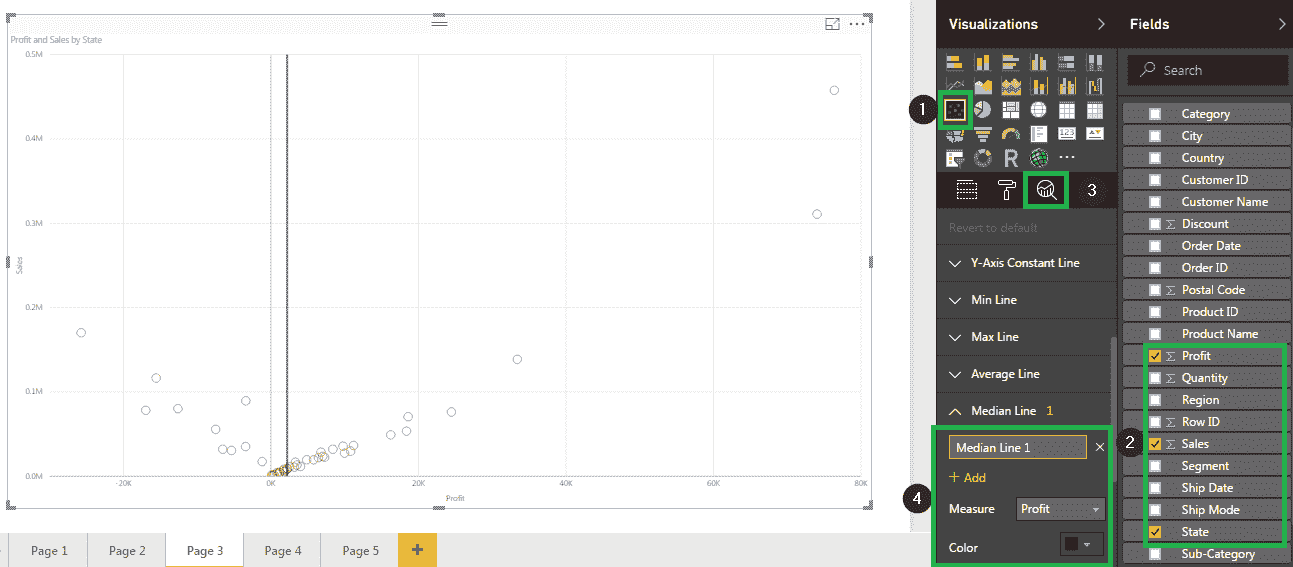 Profit and Sales by State
0.5M
0.4M
0.3M
0.2M
0.1M
0.0M
Sales
-20K
0K
20K
40K
60K
80K
Profit
Page 1
Page 2
Page 3
Page 4
Page 5
+
Visualizations
1
123
R
3
Revert to default
Y-Axis Constant Line
Min Line
Max Line
Average Line
Median Line 1
4
Median Line 1
+ Add
Measure Profit
Color
Fields
Search
Category
City
Country
Customer ID
Customer Name
Σ Discount
Order Date
Order ID
Σ Postal Code
Product ID
Product Name
2
Σ Profit
Σ Quantity
Region
Σ Row ID
Σ Sales
Segment
Ship Date
Ship Mode
State
Sub-Category